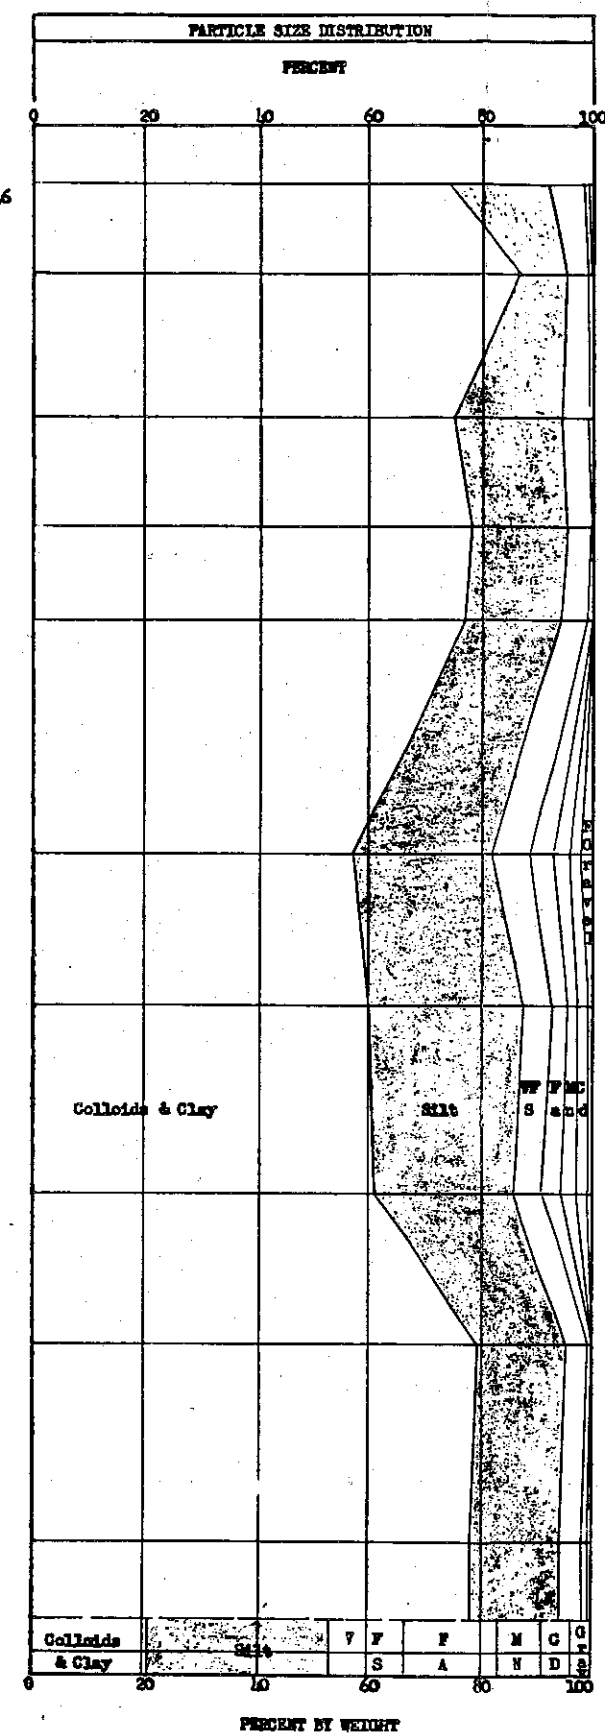 PARTICLE SIZE DISTRIBUTION
PERCENT
0 20 40 60 80 100
6
Gravel
VF F M C
Colloids & Clay Silt S and
Colloids Silt V F F M C Gra
& Clay S A N D
0 20 40 60 80 100
PERCENT BY WEIGHT